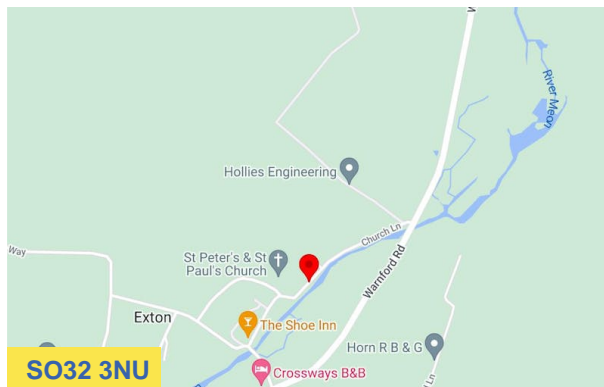 M
River Meon
Hollies Engineering
Church Ln
Way
St Peter's & St
Paul's Church
Warnford Rd
Exton
The Shoe Inn
Horn R B & G
SO32 3NU
Crossways B&B